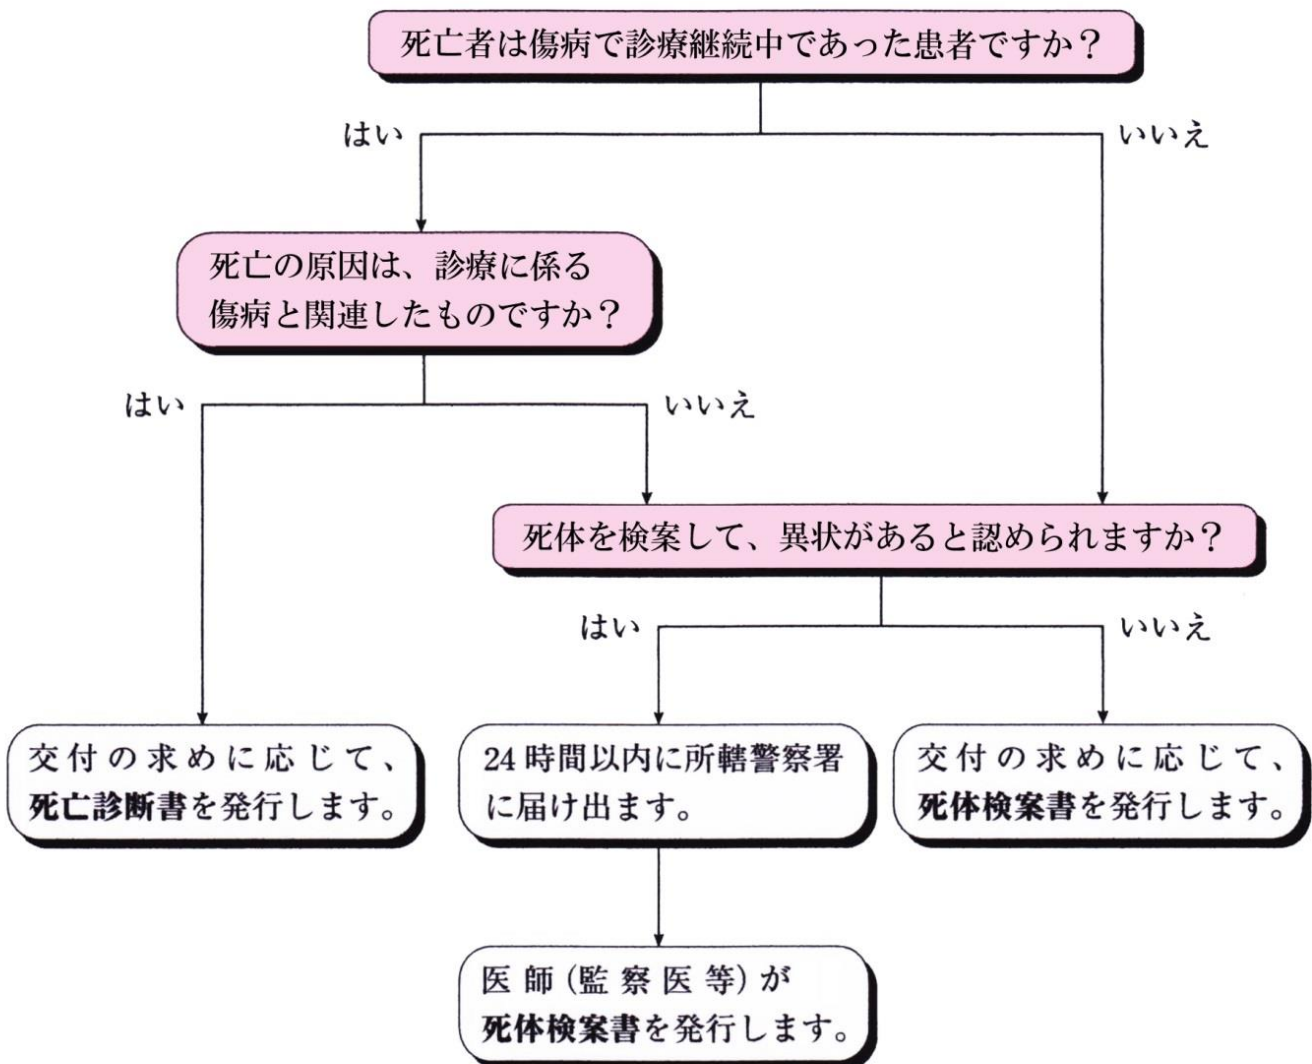 死亡者は傷病で診療継続中であった患者ですか？
はい
いいえ
死亡の原因は、診療に係る
傷病と関連したものですか？
はい
いいえ
死体を検案して、異状があると認められますか？
はい
いいえ
交付の求めに応じて、
死亡診断書を発行します。
24時間以内に所轄警察署
に届け出ます。
交付の求めに応じて、
死体検案書を発行します。
医師(監察医等)が
死体検案書を発行します。